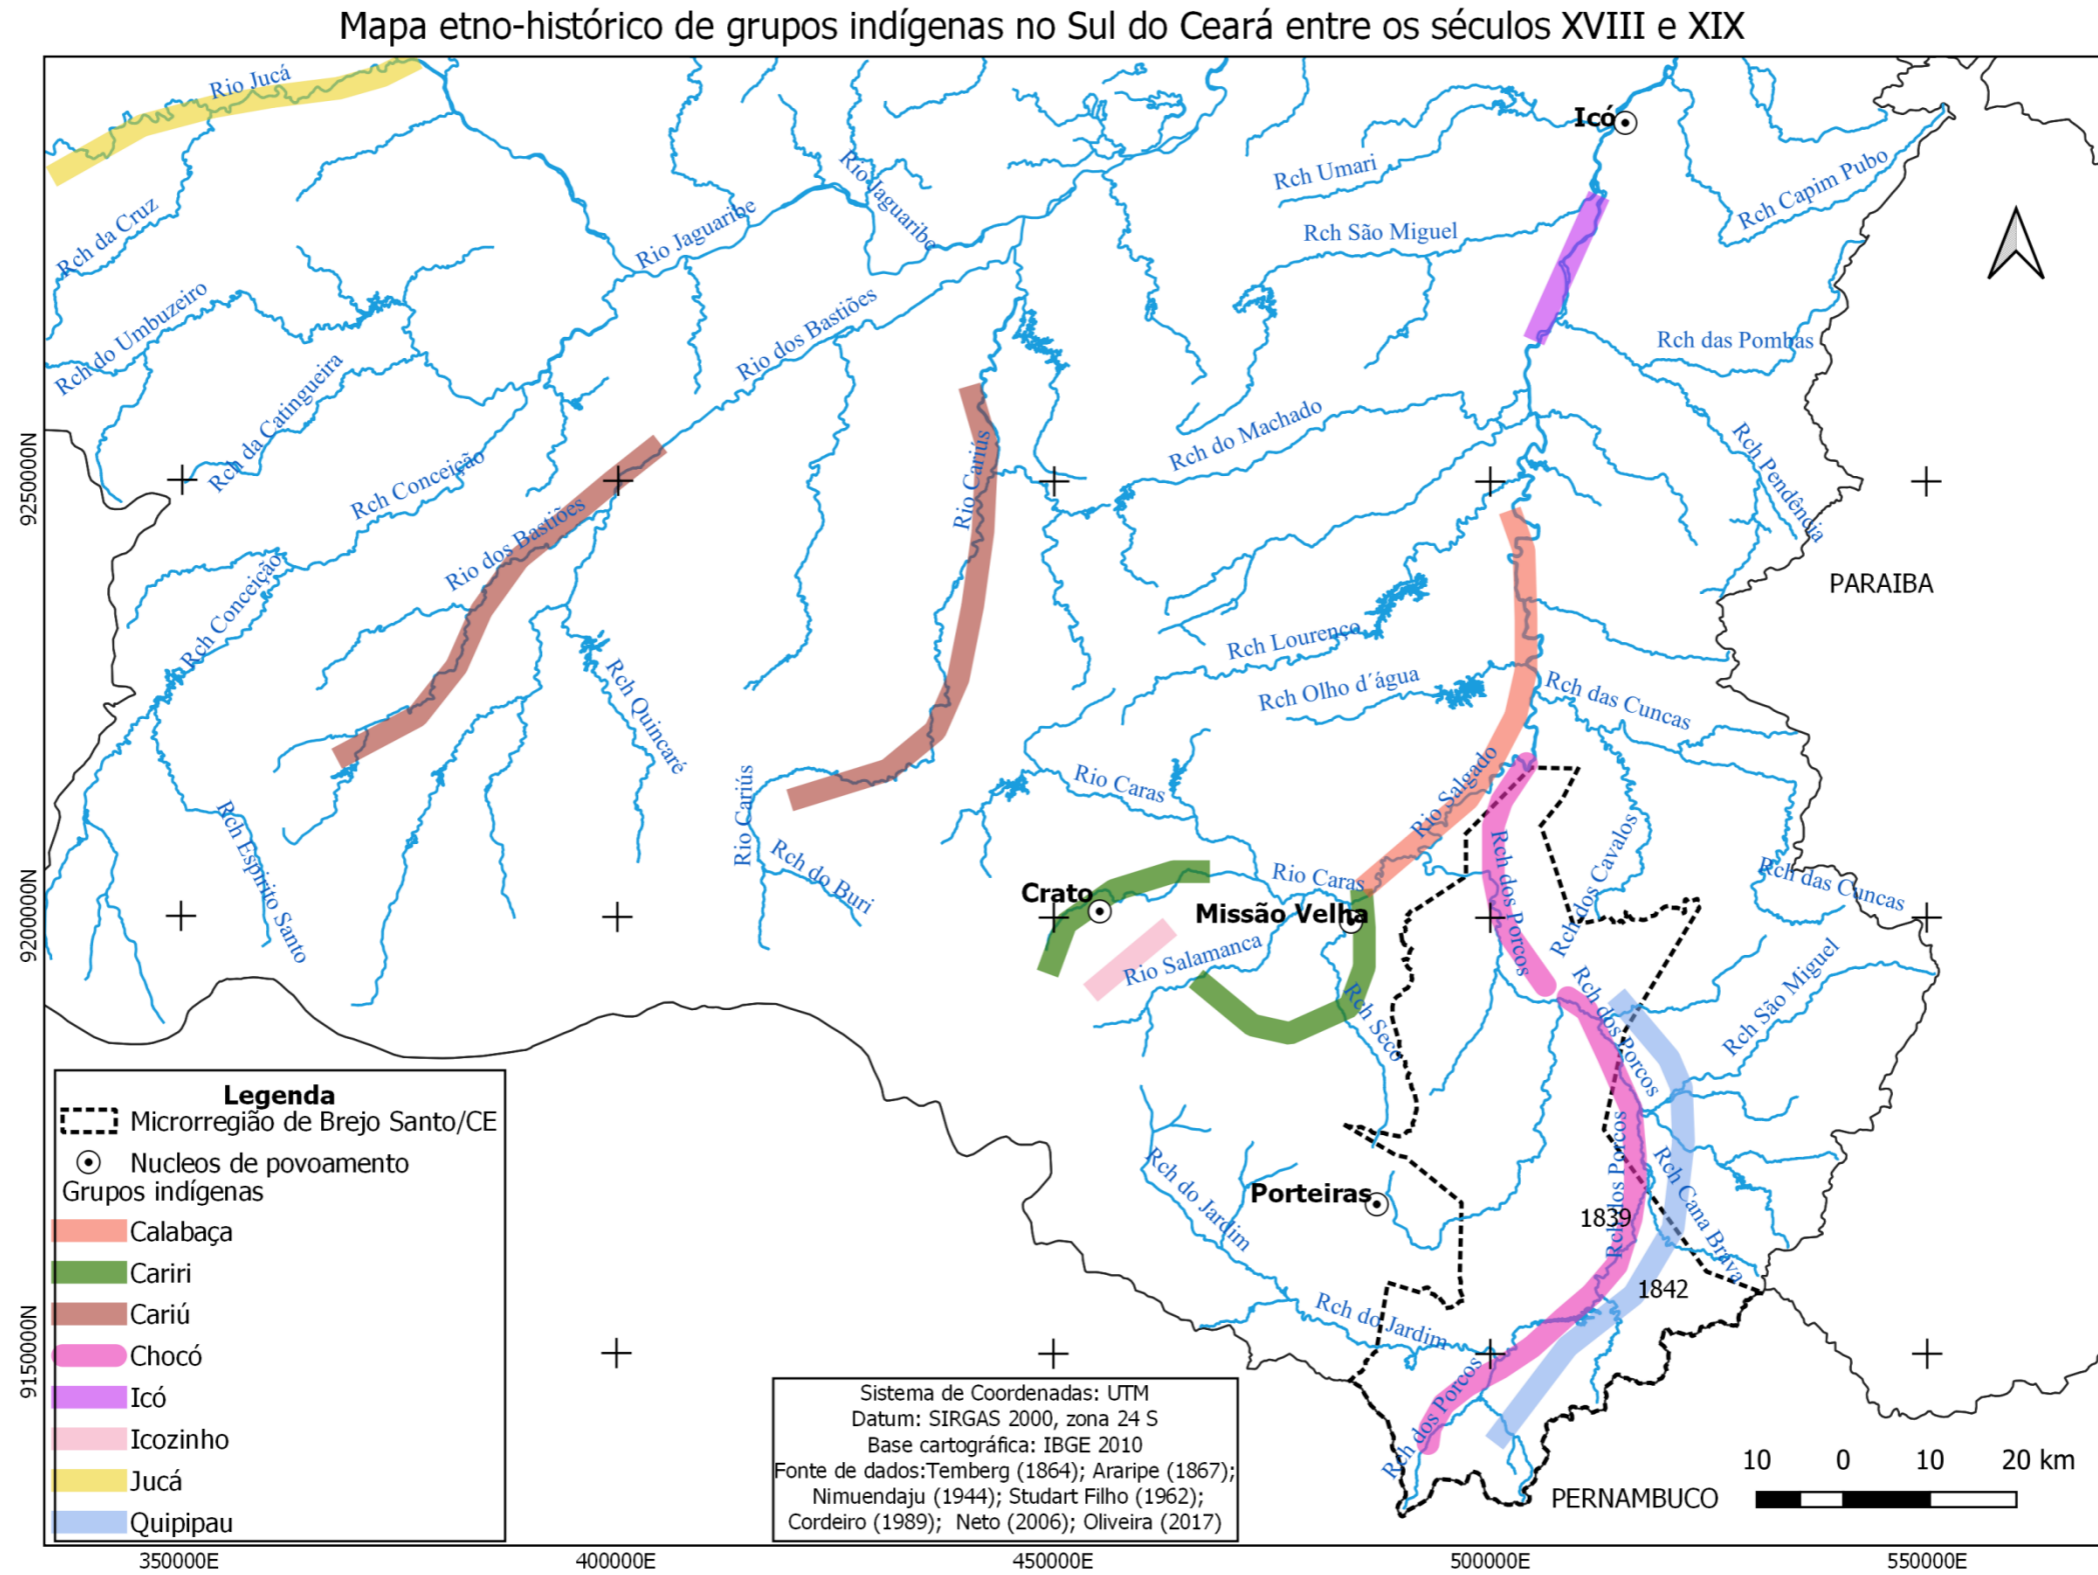 Mapa etno-histórico de grupos indígenas no Sul do Ceará entre os séculos XVIII e XIX
Rio Jucá
Icó
Rch Umari
Rio Jaguaribe
Rch Capim Pubo
Rch da Cruz
Rio Jaguaribe
Rch São Miguel
Rch do Umbuzeiro
Rio dos Bastiões
Rch das Pombas
Rch da Catingueira
Rch do Machado
Rch Conceição
Rio Cariús
Rch Pendência
9250000N
Rio dos Bastiões
PARAIBA
Rch Conceição
Rch Lourenço
Rch Quincaré
Rch Olho d´água
Rch das Cuncas
Rio Caras
Rio Salgado
Rio Cariús
Rch do Buri
Rch Espirito Santo
Rch dos Porcos
Rch dos Cavalos
Rch das Cuncas
Rio Caras
Crato
Missão Velha
9200000N
Rio Salamanca
Rch Seco
Rch dos Porcos
Rch São Miguel
Rch dos Porcos
Rch Cana Brava
Rch do Jardim
Porteiras
1839
1842
Rch do Jardim
Rch dos Porcos
9150000N
Legenda
Microrregião de Brejo Santo/CE
Nucleos de povoamento
Grupos indígenas
Calabaça
Cariri
Cariú
Chocó
Icó
Icozinho
Jucá
Quipipau
Sistema de Coordenadas: UTM
Datum: SIRGAS 2000, zona 24 S
Base cartográfica: IBGE 2010
Fonte de dados:Temberg (1864); Araripe (1867);
Nimuendaju (1944); Studart Filho (1962);
Cordeiro (1989); Neto (2006); Oliveira (2017)
PERNAMBUCO
10 0 10 20 km
350000E 400000E 450000E 500000E 550000E